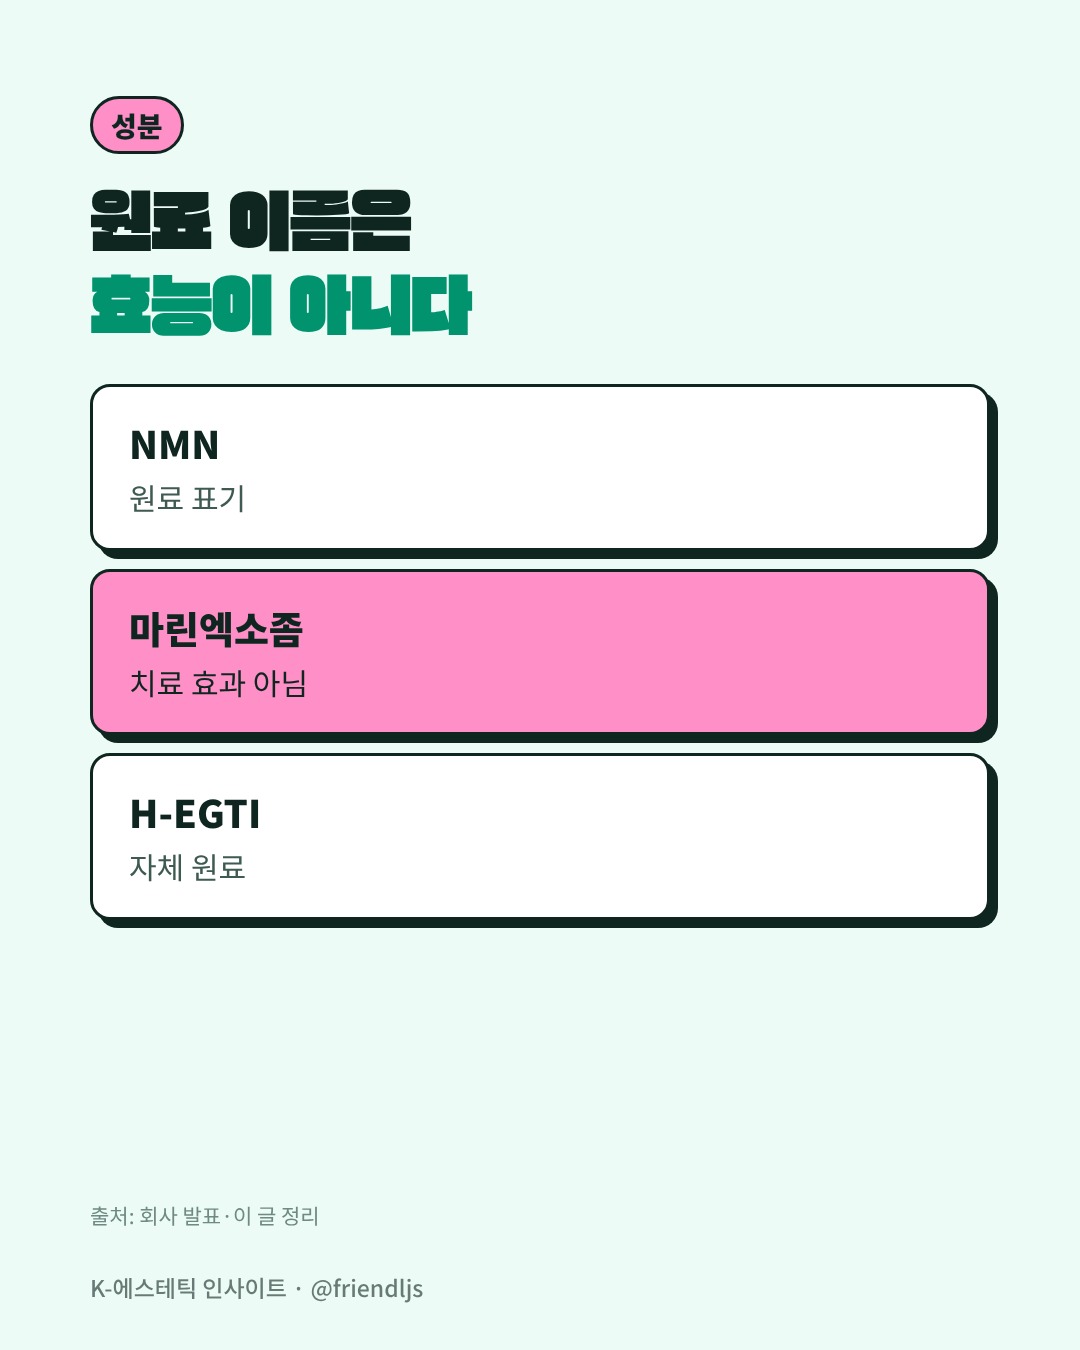 성분
원료 이름은
효능이 아니다
NMN
원료 표기
마린엑소좀
치료 효과 아님
H-EGTI
자체 원료
출처: 회사 발표·이 글 정리
K-에스테틱 인사이트 · @friendljs